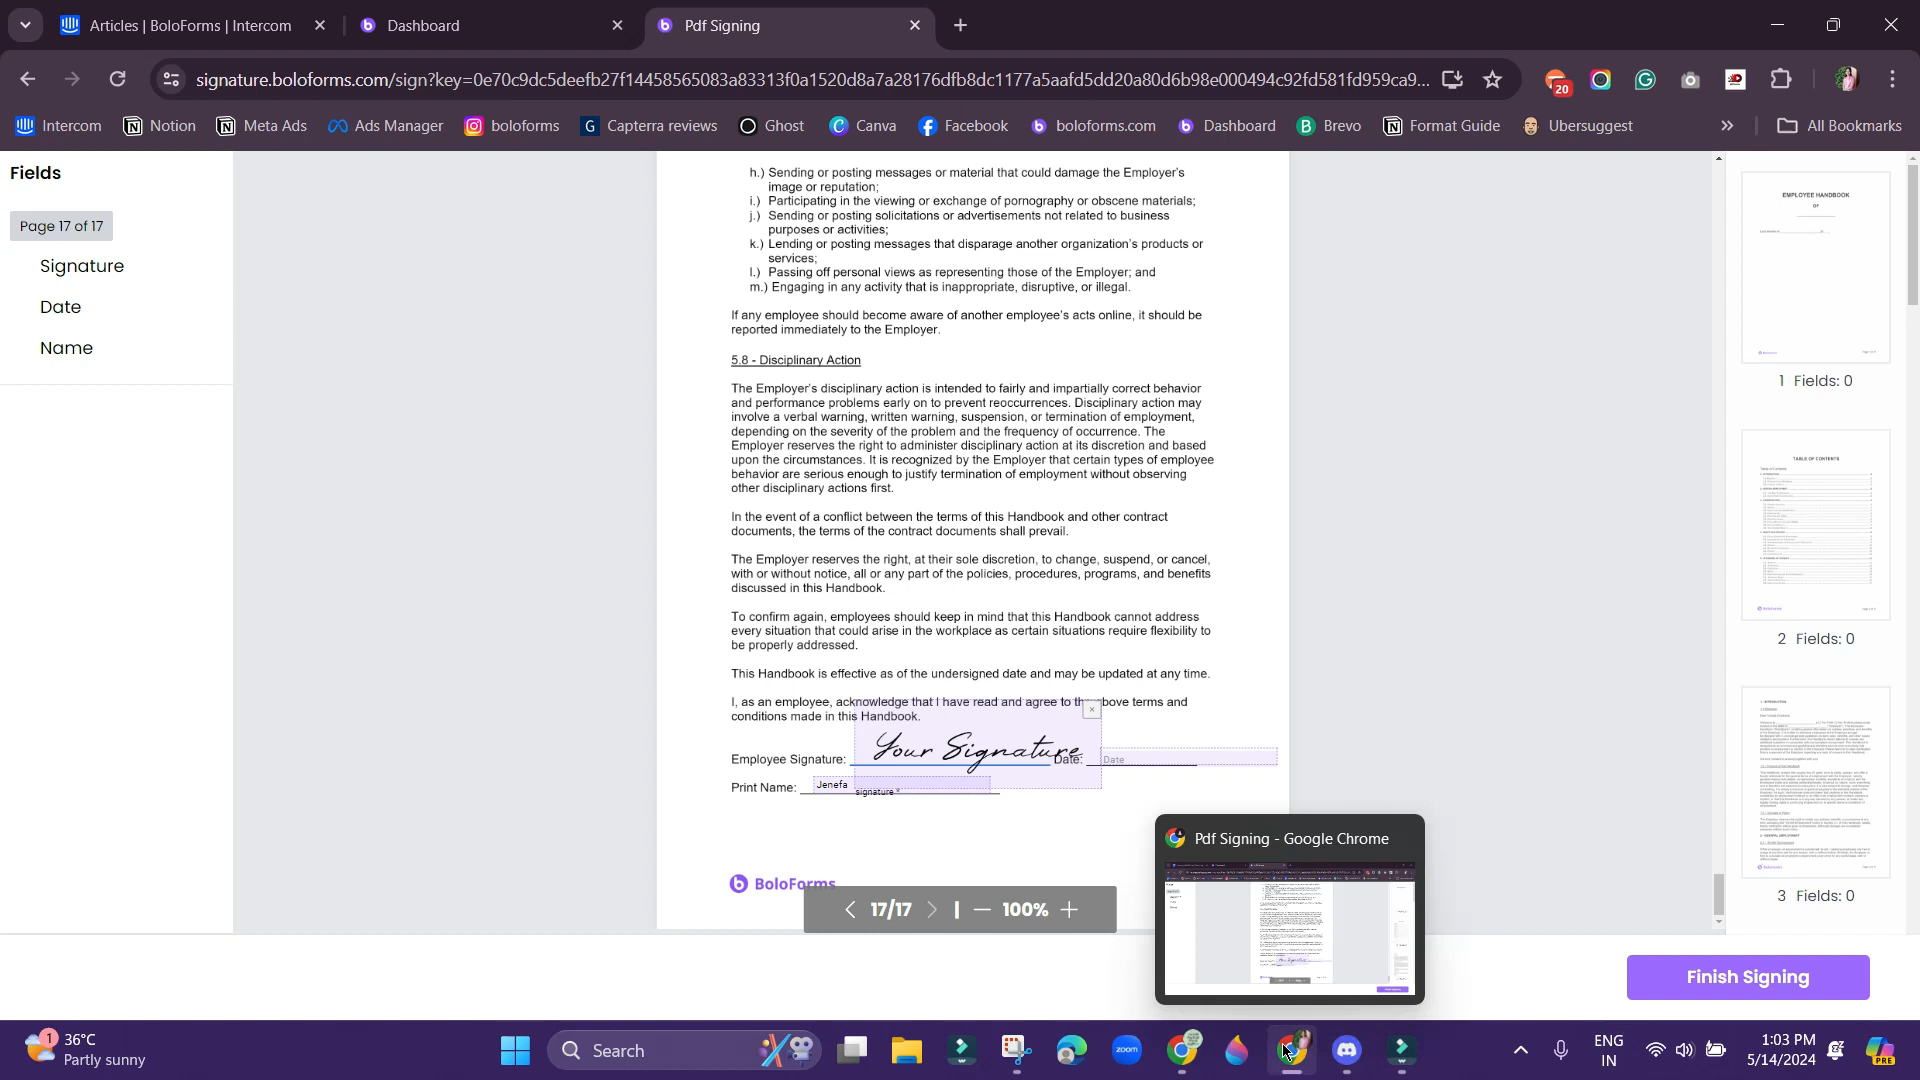 Articles | BoloForms | Intercom
Dashboard
Pdf Signing
signature.boloforms.com/sign?key=0e70c9dc5deefb27f14458565083a83313f0a1520d8a7a28176dfb8dc1177a5aafd5dd20a80d6b98e000494c92fd581fd959ca9...
20
Intercom
Notion
Meta Ads
Ads Manager
boloforms
Capterra reviews
Ghost
Canva
Facebook
boloforms.com
Dashboard
Brevo
Format Guide
Ubersuggest
All Bookmarks
Fields
Page 17 of 17
Signature
Date
Name
h.) Sending or posting messages or material that could damage the Employer's
image or reputation;
i.) Participating in the viewing or exchange of pornography or obscene materials;
j.) Sending or posting solicitations or advertisements not related to business
purposes or activities;
k.) Lending or posting messages that disparage another organization's products or
services;
l.) Passing off personal views as representing those of the Employer; and
m.) Engaging in any activity that is inappropriate, disruptive, or illegal.
If any employee should become aware of another employee's acts online, it should be
reported immediately to the Employer.
5.8 - Disciplinary Action
The Employer's disciplinary action is intended to fairly and impartially correct behavior
and performance problems early on to prevent reoccurrences. Disciplinary action may
involve a verbal warning, written warning, suspension, or termination of employment,
depending on the severity of the problem and the frequency of occurrence. The
Employer reserves the right to administer disciplinary action at its discretion and based
upon the circumstances. It is recognized by the Employer that certain types of employee
behavior are serious enough to justify termination of employment without observing
other disciplinary actions first.
In the event of a conflict between the terms of this Handbook and other contract
documents, the terms of the contract documents shall prevail.
The Employer reserves the right, at their sole discretion, to change, suspend, or cancel,
with or without notice, all or any part of the policies, procedures, programs, and benefits
discussed in this Handbook.
To confirm again, employees should keep in mind that this Handbook cannot address
every situation that could arise in the workplace as certain situations require flexibility to
be properly addressed.
This Handbook is effective as of the undersigned date and may be updated at any time.
I, as an employee, acknowledge that I have read and agree to the above terms and
conditions made in this Handbook.
Employee Signature: Your Signature Date: Date
Print Name: Jenefa
signature *
BoloForms
17/17 | 100%
Pdf Signing - Google Chrome
EMPLOYEE HANDBOOK
OF
1 Fields: 0
TABLE OF CONTENTS
2 Fields: 0
3 Fields: 0
Finish Signing
1
36°C
Partly sunny
Search
zoom
ENG
IN
1:03 PM
5/14/2024
PRE